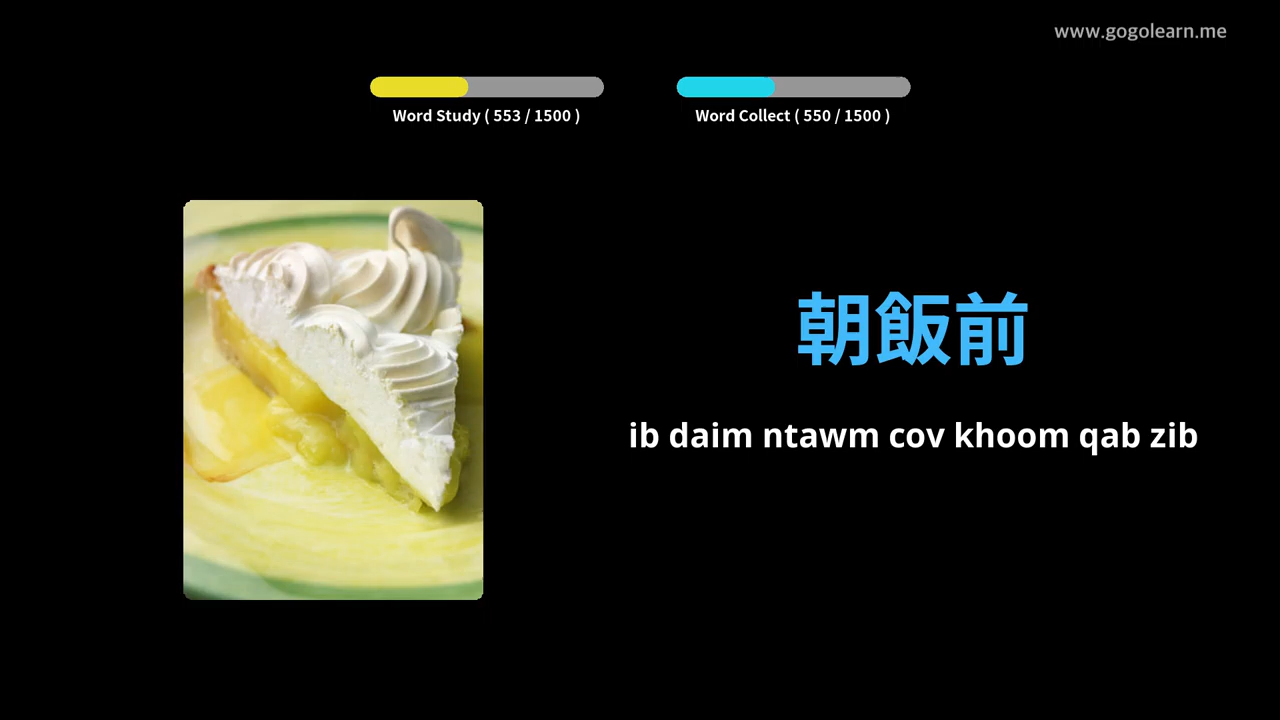 www.gogolearn.me
Word Study ( 553 / 1500 )
Word Collect ( 550 / 1500 )
朝飯前
ib daim ntawm cov khoom qab zib